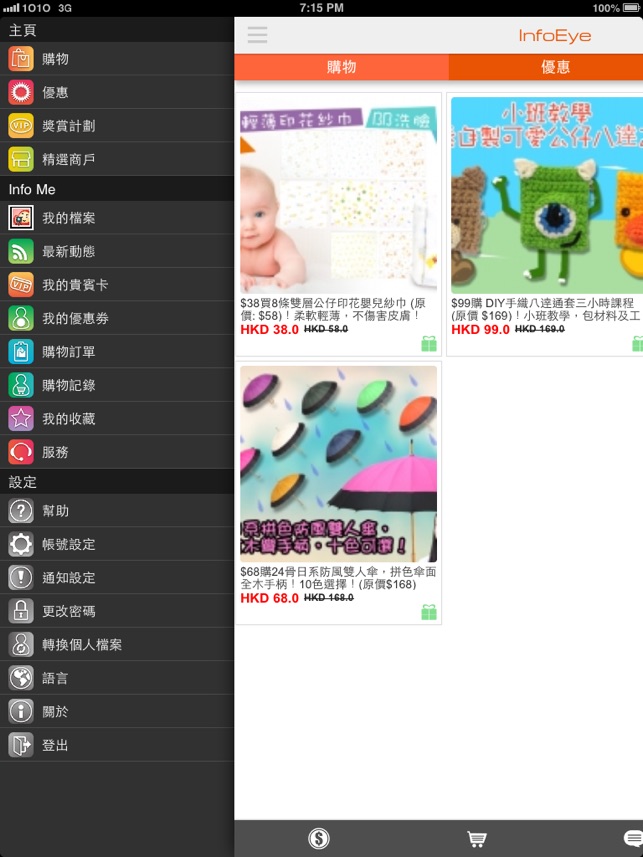 1O1O 3G
7:15 PM
100%
主頁
購物
優惠
VIP
獎賞計劃
精選商戶
Info Me
我的檔案
最新動態
VIP
我的貴賓卡
我的優惠券
購物訂單
購物記錄
我的收藏
服務
設定
幫助
帳號設定
通知設定
更改密碼
轉換個人檔案
語言
關於
登出
InfoEye
購物
優惠
輕薄印花紗巾
洗臉
$38買8條雙層公仔印花嬰兒紗巾 (原
價: $58)！柔軟輕薄，不傷害皮膚！
HKD 38.0 HKD 58.0
小班教學
自製可愛公仔八達
$99購 DIY手織八達通套三小時課程
(原價 $169)！小班教學，包材料及工
HKD 99.0 HKD 169.0
拼色防風雙人傘，
木製手柄，十色可選！
$68購24骨日系防風雙人傘，拼色傘面
全木手柄！10色選擇！(原價$168)
HKD 68.0 HKD 168.0